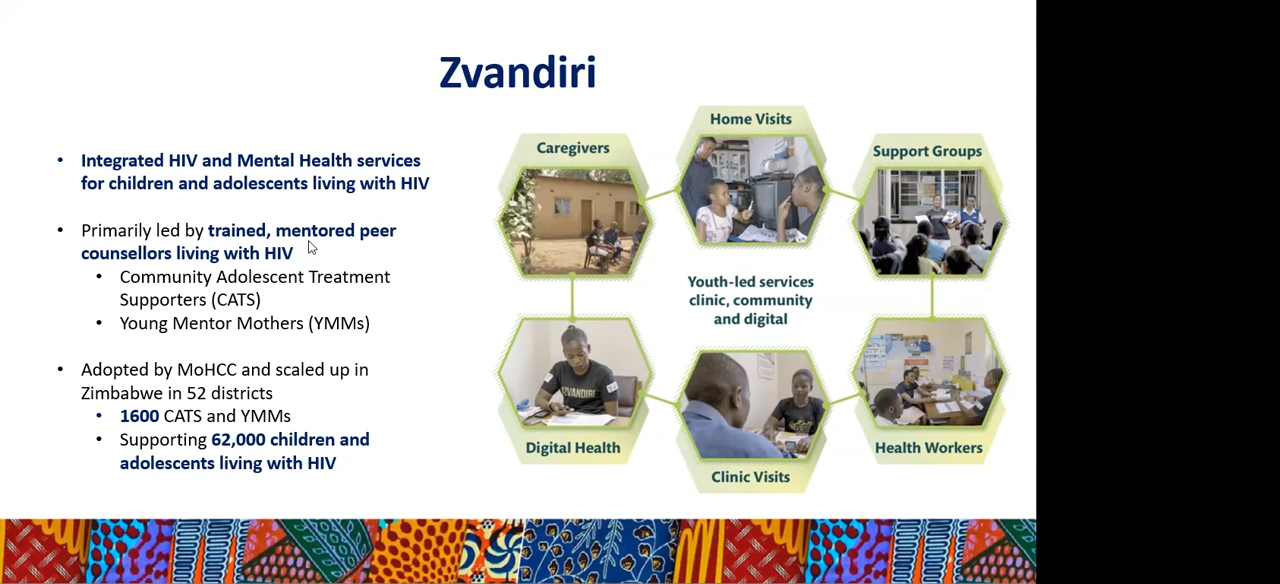 Zvandiri
• Integrated HIV and Mental Health services
for children and adolescents living with HIV
• Primarily led by trained, mentored peer
counsellors living with HIV
• Community Adolescent Treatment
Supporters (CATS)
• Young Mentor Mothers (YMMs)
• Adopted by MoHCC and scaled up in
Zimbabwe in 52 districts
• 1600 CATS and YMMs
• Supporting 62,000 children and
adolescents living with HIV
Caregivers
Home Visits
Support Groups
Youth-led services
clinic, community
and digital
ZVANDIRI
Digital Health
Clinic Visits
Health Workers